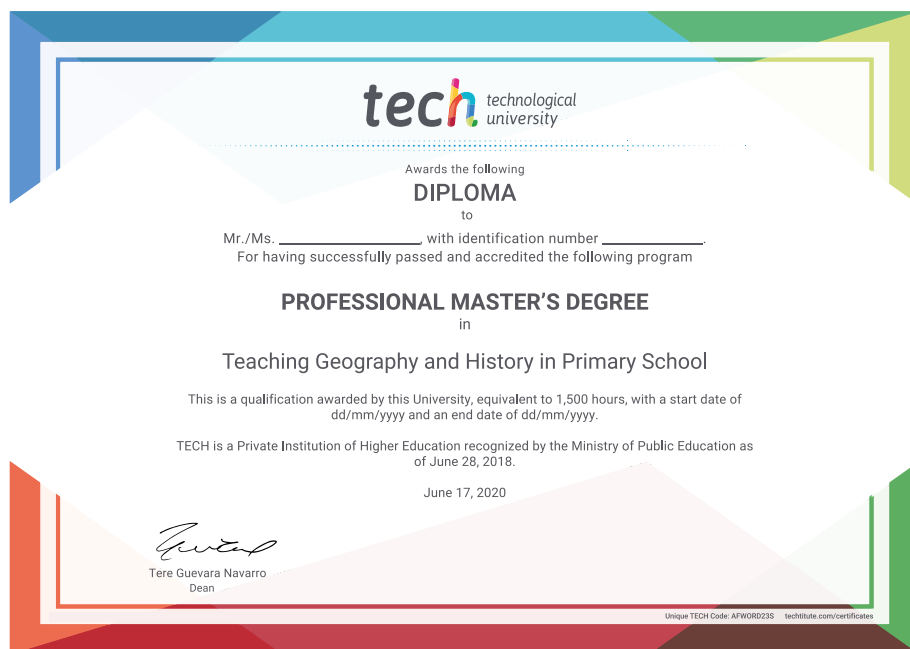 tech technological
university
Awards the following
DIPLOMA
to
Mr./Ms. ____________________, with identification number ______________.
For having successfully passed and accredited the following program
PROFESSIONAL MASTER'S DEGREE
in
Teaching Geography and History in Primary School
This is a qualification awarded by this University, equivalent to 1,500 hours, with a start date of
dd/mm/yyyy and an end date of dd/mm/yyyy.
TECH is a Private Institution of Higher Education recognized by the Ministry of Public Education as
of June 28, 2018.
June 17, 2020
Tere Guevara Navarro
Dean
Unique TECH Code: AFWORD23S techtitute.com/certificates